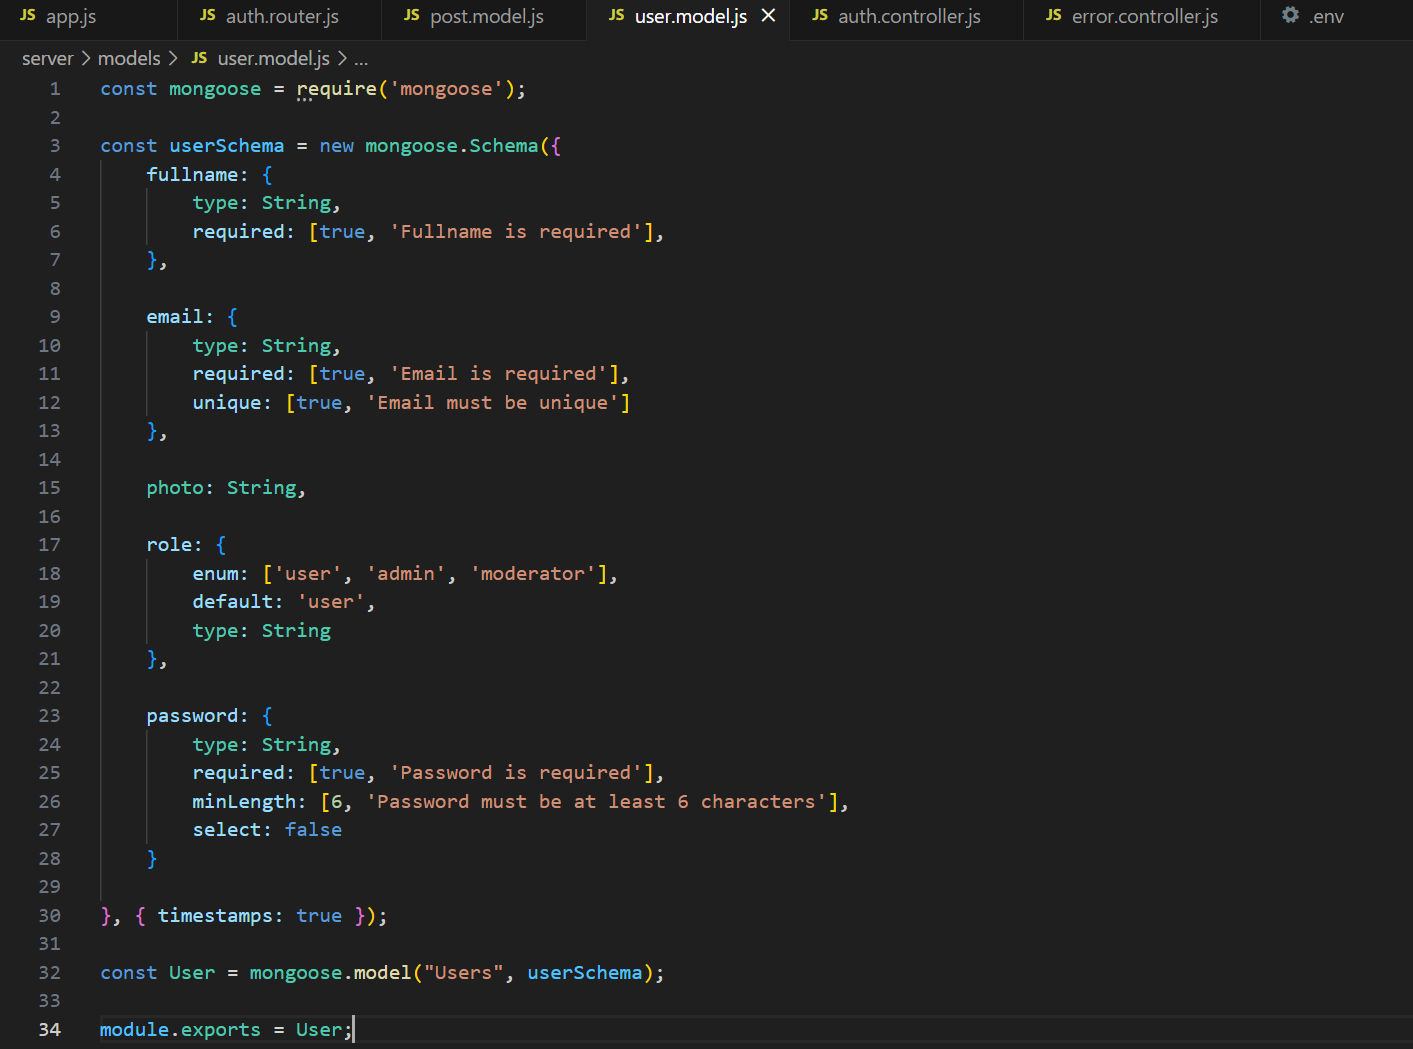 JS app.js JS auth.router.js JS post.model.js JS user.model.js × JS auth.controller.js JS error.controller.js .env
server > models > JS user.model.js > ...
1 const mongoose = require('mongoose');
2
3 const userSchema = new mongoose.Schema({
4     fullname: {
5         type: String,
6         required: [true, 'Fullname is required'],
7     },
8
9     email: {
10         type: String,
11         required: [true, 'Email is required'],
12         unique: [true, 'Email must be unique']
13     },
14
15     photo: String,
16
17     role: {
18         enum: ['user', 'admin', 'moderator'],
19         default: 'user',
20         type: String
21     },
22
23     password: {
24         type: String,
25         required: [true, 'Password is required'],
26         minLength: [6, 'Password must be at least 6 characters'],
27         select: false
28     }
29
30 }, { timestamps: true });
31
32 const User = mongoose.model("Users", userSchema);
33
34 module.exports = User;